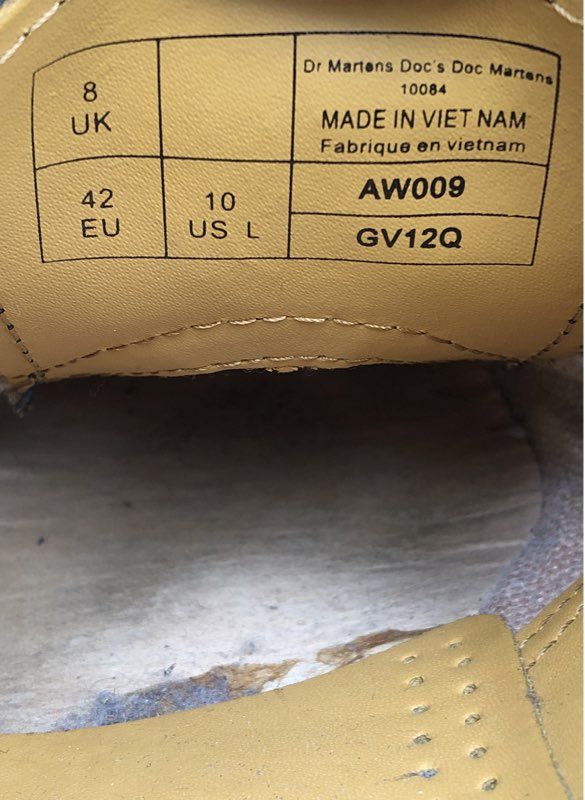 8
UK
Dr Martens Doc's Doc Martens
10084
MADE IN VIET NAM
Fabrique en vietnam
42
EU
10
US L
AW009
GV12Q